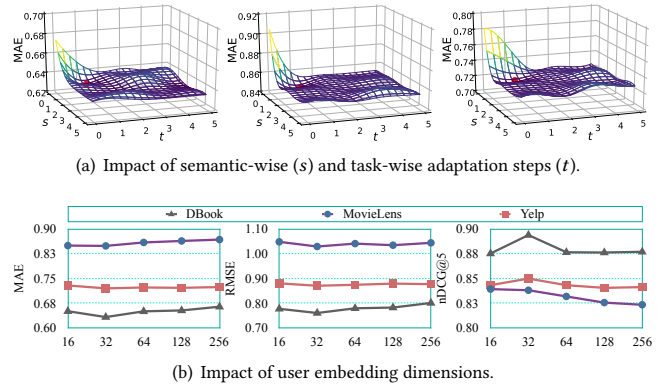 0.70 0.92 0.80
MAE 0.68 MAE 0.90 MAE 0.78
0.66 0.88 0.76
0.64 0.86 0.74
0.62 0.84 0.72
0.70
0 1 2 3 4 5 s 0 1 2 3 4 5 t
0 1 2 3 4 5 s 0 1 2 3 4 5 t
0 1 2 3 4 5 s 0 1 2 3 4 5 t
(a) Impact of semantic-wise (s) and task-wise adaptation steps (t).
DBook MovieLens Yelp
0.90 1.10 0.90
0.83 1.00 0.88
MAE 0.75 RMSE 0.90 nDCG@5 0.85
0.68 0.80 0.83
0.60 0.70 0.80
16 32 64 128 256 16 32 64 128 256 16 32 64 128 256
(b) Impact of user embedding dimensions.